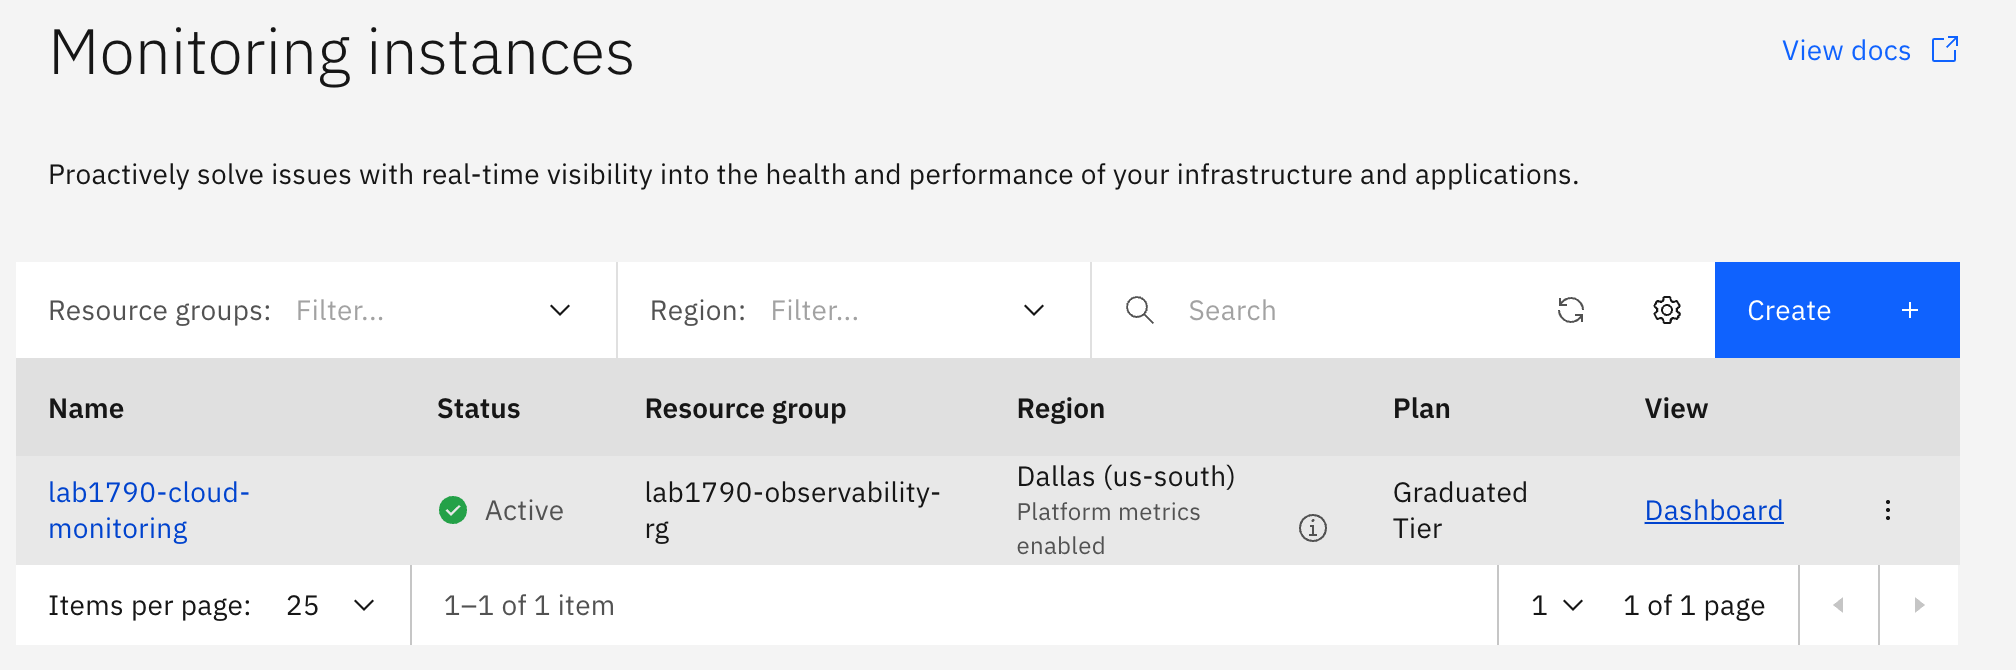 Monitoring instances
View docs
Proactively solve issues with real-time visibility into the health and performance of your infrastructure and applications.
Resource groups: Filter...
Region: Filter...
Search
Create +
Name Status Resource group Region Plan View
lab1790-cloud-
monitoring
Active
lab1790-observability-
rg
Dallas (us-south)
Platform metrics
enabled
Graduated
Tier
Dashboard
Items per page: 25
1–1 of 1 item
1
1 of 1 page